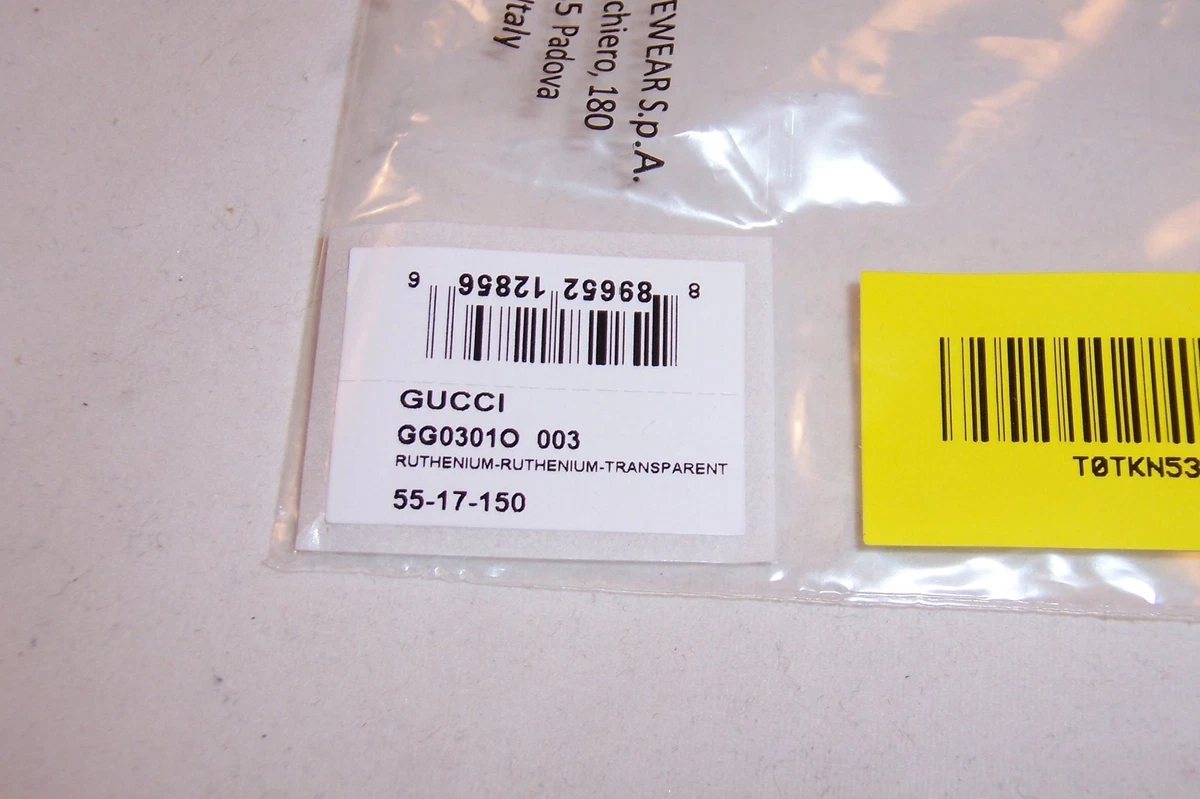 EWEAR S.p.A.
chiero, 180
5 Padova
Italy
8 89652 12856 6
GUCCI
GG0301O 003
RUTHENIUM-RUTHENIUM-TRANSPARENT
55-17-150
T0TKN53